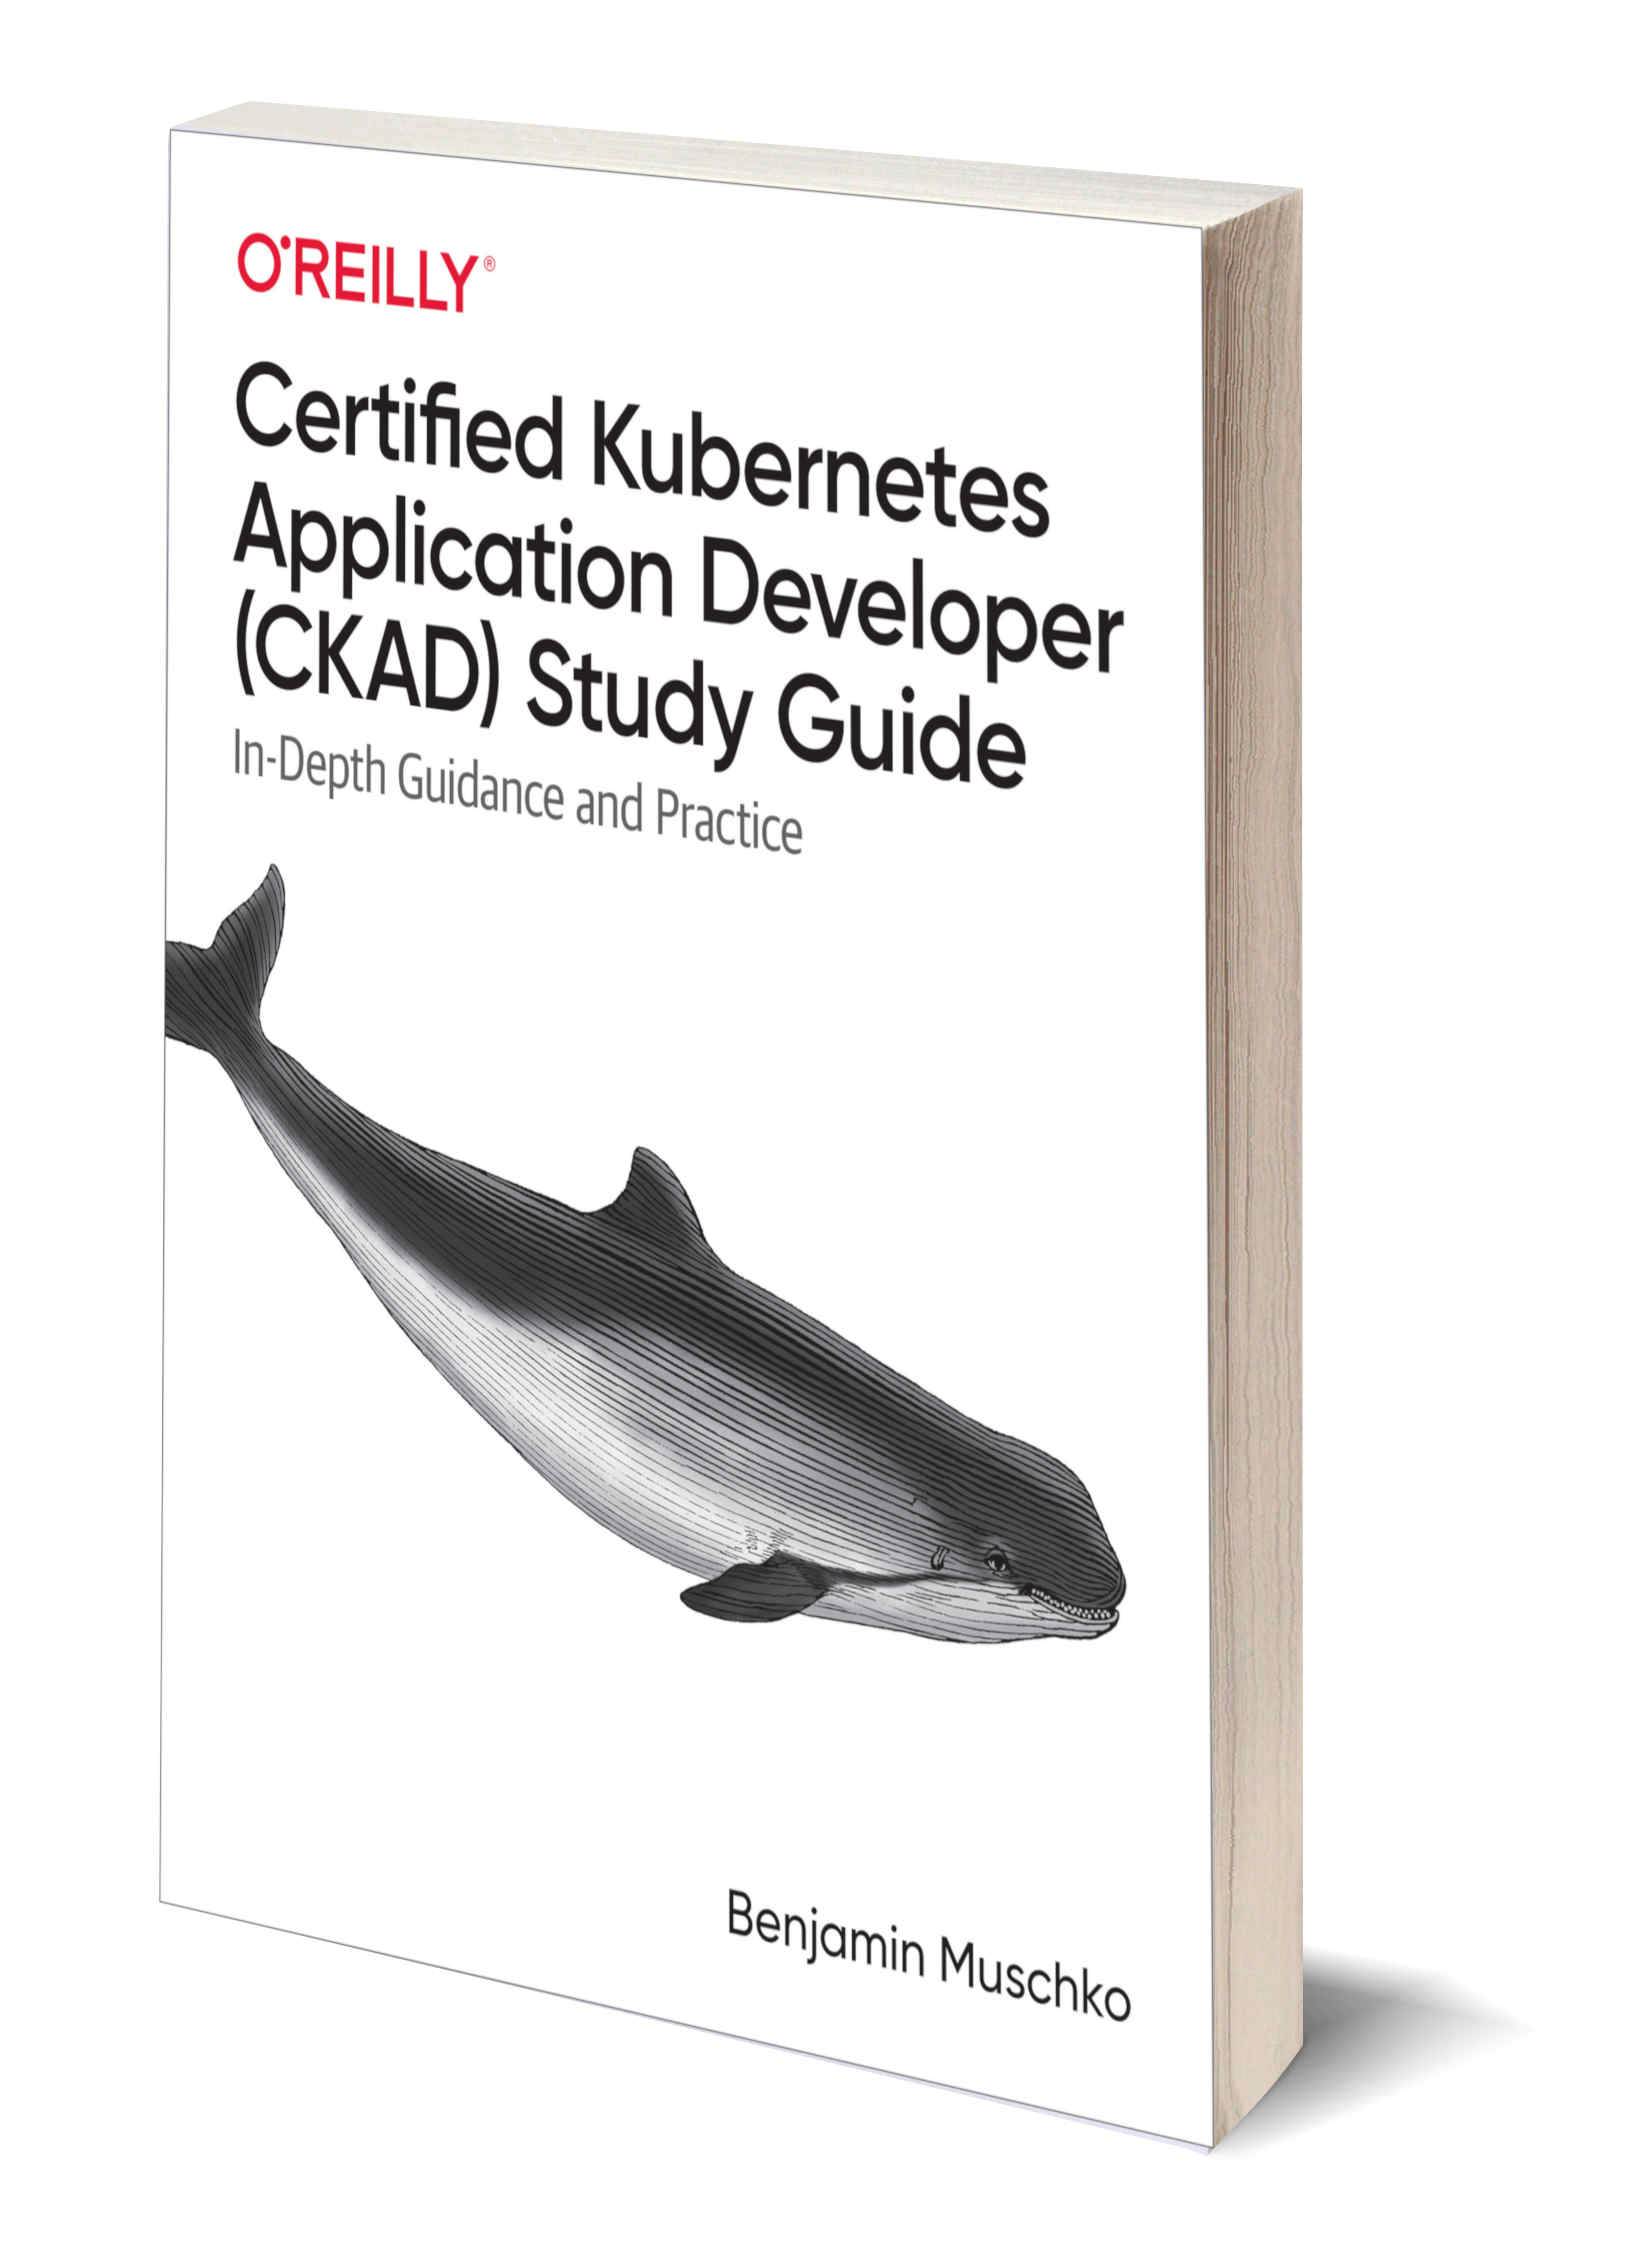 O'REILLY®
Certified Kubernetes
Application Developer
(CKAD) Study Guide
In-Depth Guidance and Practice
Benjamin Muschko